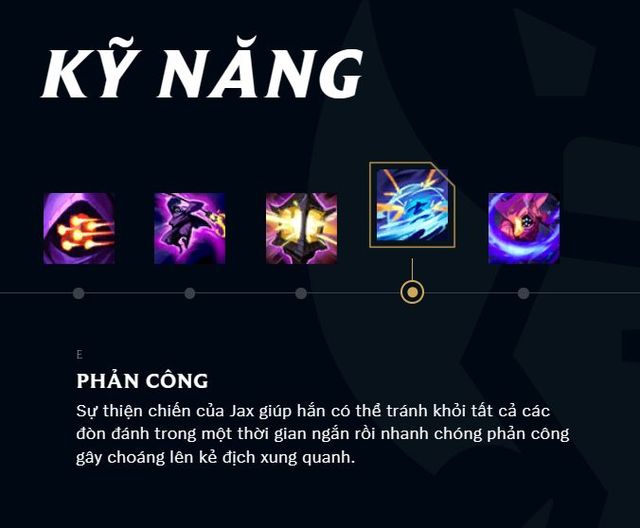 KỸ NĂNG
E
PHẢN CÔNG
Sự thiện chiến của Jax giúp hắn có thể tránh khỏi tất cả các
đòn đánh trong một thời gian ngắn rồi nhanh chóng phản công
gây choáng lên kẻ địch xung quanh.